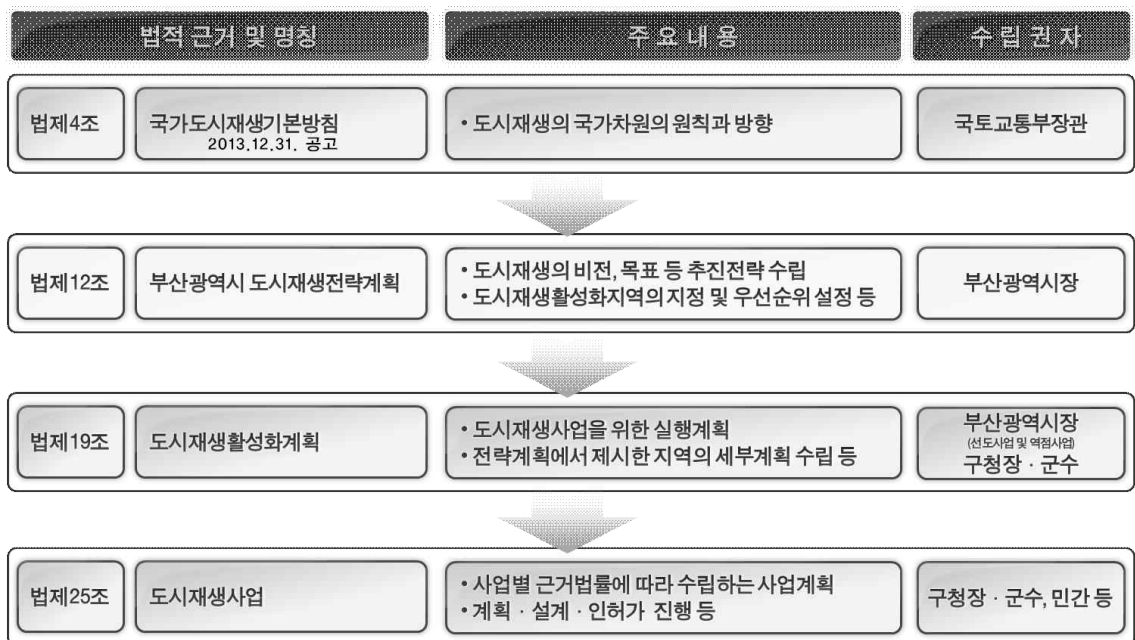 법적 근거 및 명칭
주요내용
수립권자
법제4조
국가도시재생기본방침
2013.12.31. 공고
• 도시재생의 국가차원의 원칙과 방향
국토교통부장관
법제12조
부산광역시 도시재생전략계획
• 도시재생의 비전, 목표 등 추진전략 수립
• 도시재생활성화지역의 지정 및 우선순위 설정 등
부산광역시장
법제19조
도시재생활성화계획
• 도시재생사업을 위한 실행계획
• 전략계획에서 제시한 지역의 세부계획 수립 등
부산광역시장
(선도사업 및 역점사업)
구청장 · 군수
법제25조
도시재생사업
• 사업별 근거법률에 따라 수립하는 사업계획
• 계획 · 설계 · 인허가 진행 등
구청장 · 군수, 민간 등